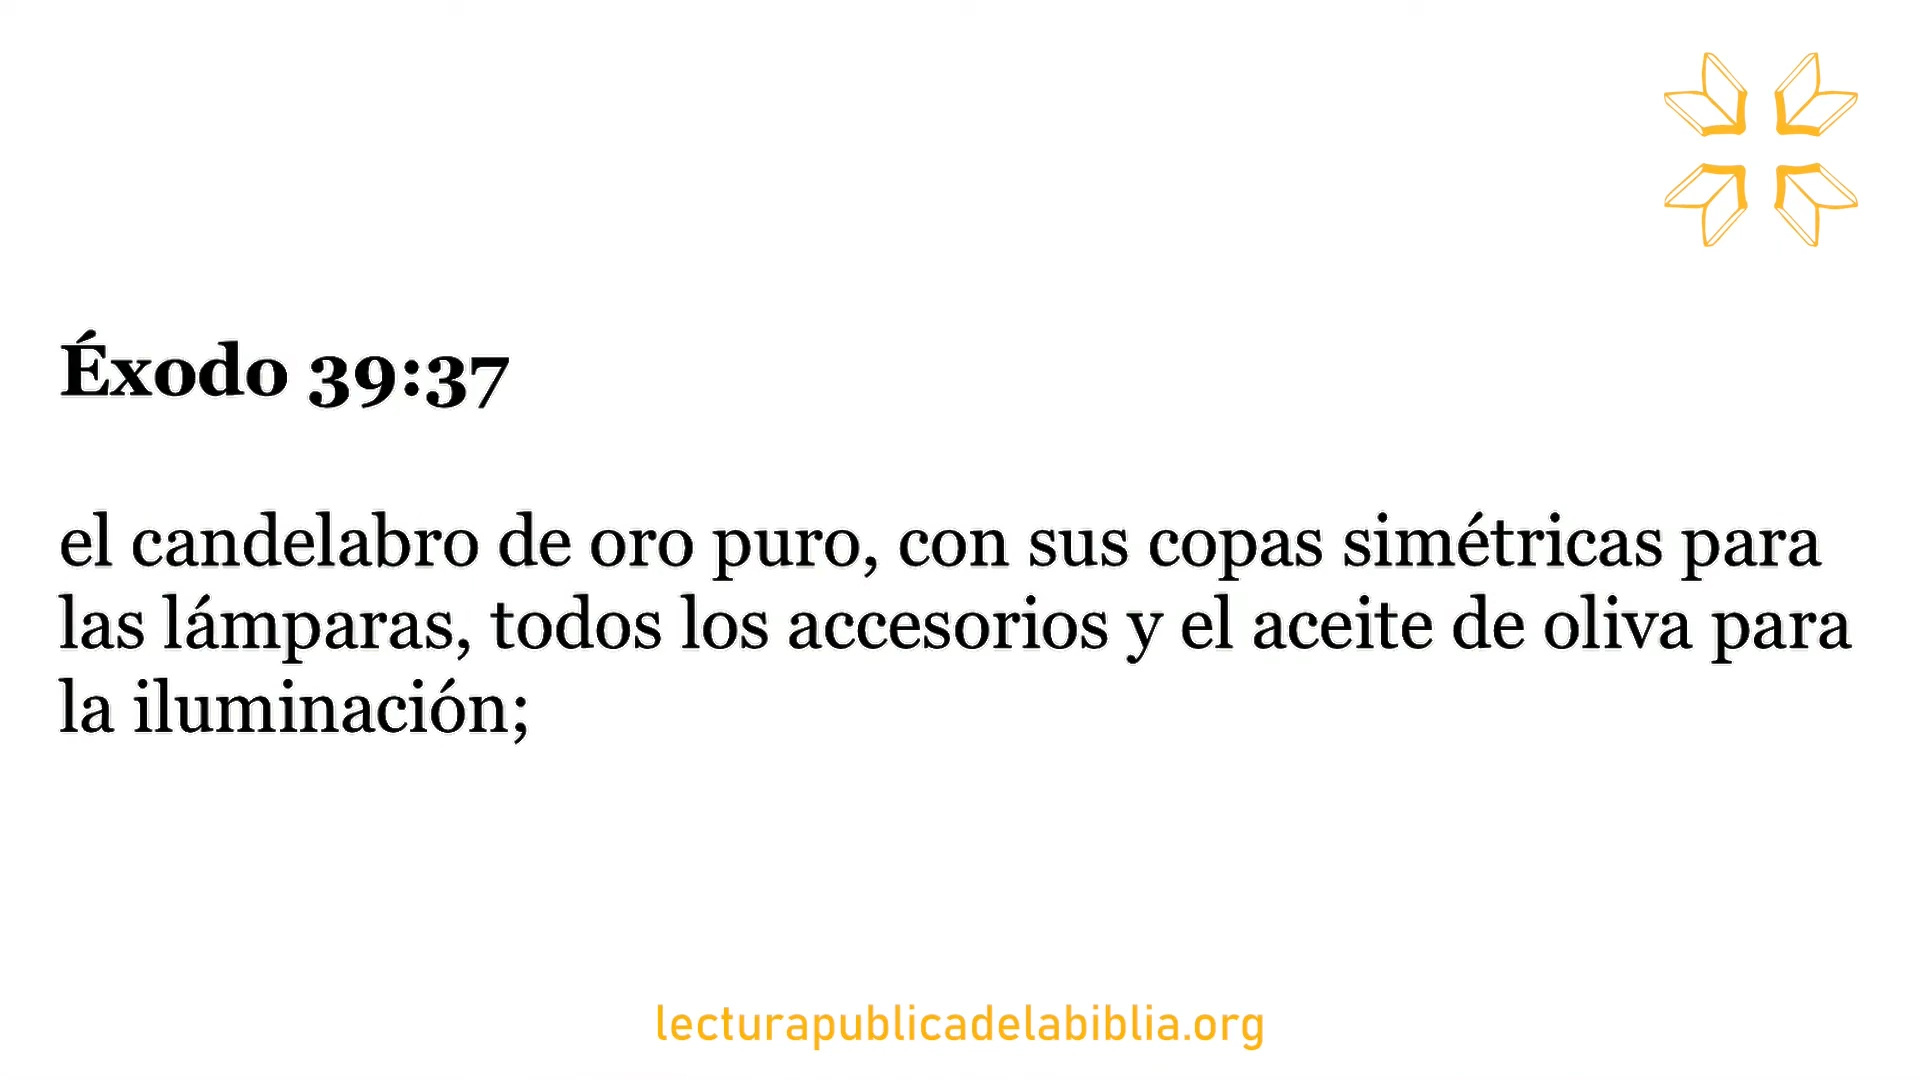 Éxodo 39:37
el candelabro de oro puro, con sus copas simétricas para
las lámparas, todos los accesorios y el aceite de oliva para
la iluminación;
lecturapublicadelabiblia.org